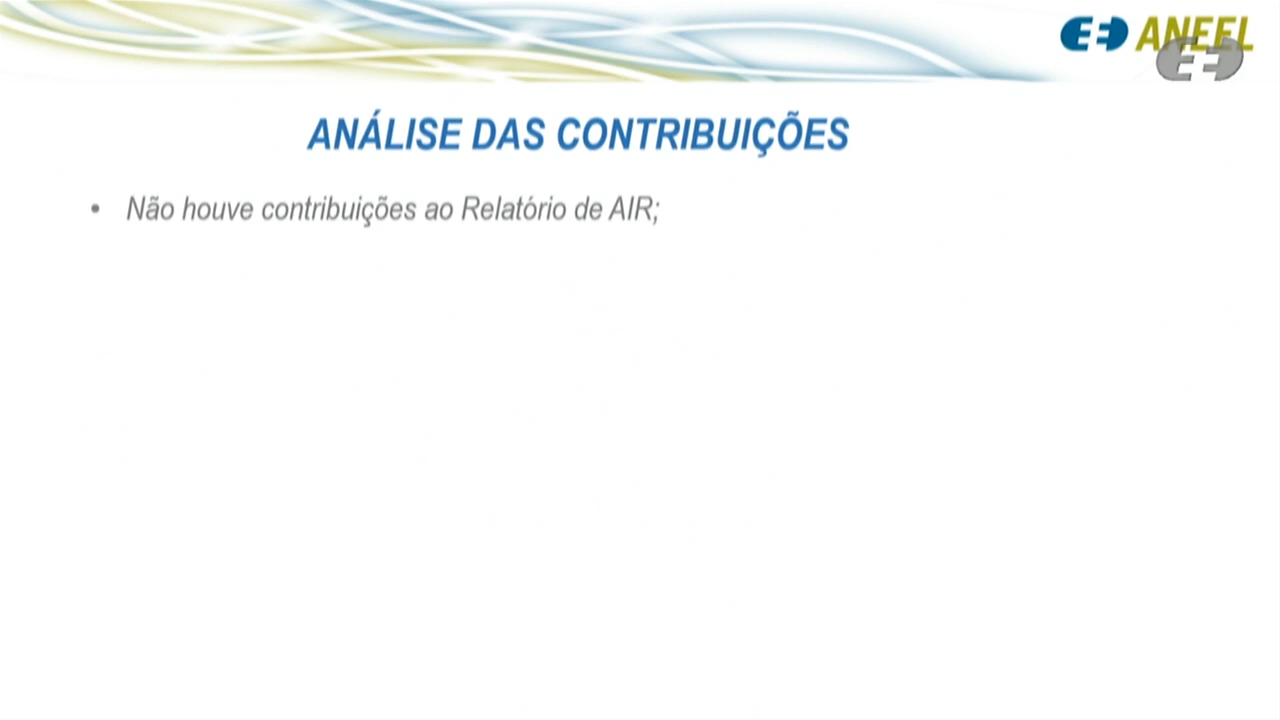 ANEEL
ANÁLISE DAS CONTRIBUIÇÕES
• Não houve contribuições ao Relatório de AIR;